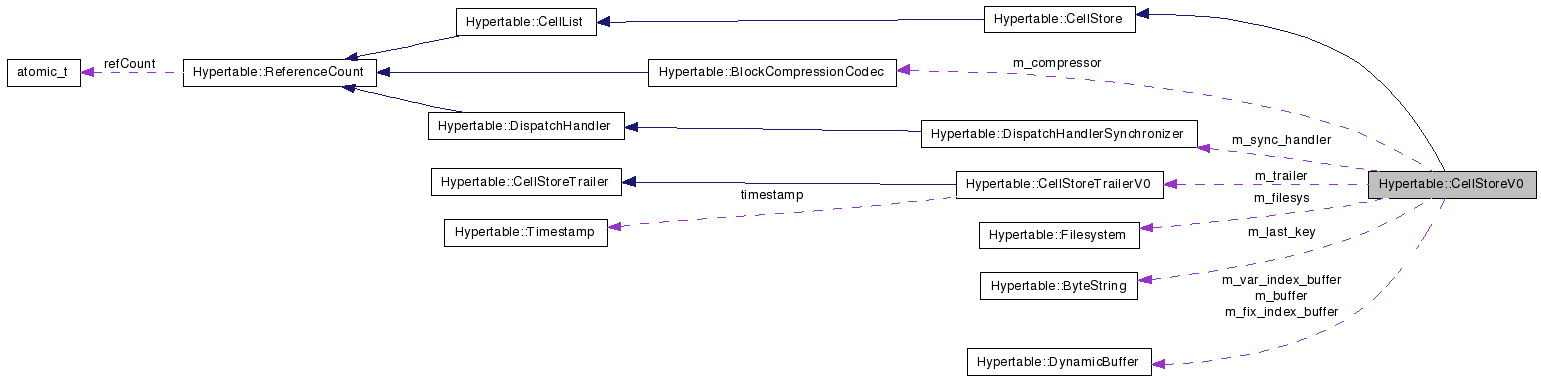 Hypertable::CellList
Hypertable::CellStore
atomic_t
refCount
Hypertable::ReferenceCount
Hypertable::BlockCompressionCodec
m_compressor
Hypertable::DispatchHandler
Hypertable::DispatchHandlerSynchronizer
m_sync_handler
Hypertable::CellStoreTrailer
timestamp
Hypertable::CellStoreTrailerV0
m_trailer
Hypertable::CellStoreV0
Hypertable::Timestamp
Hypertable::Filesystem
m_filesys
m_last_key
Hypertable::ByteString
m_var_index_buffer
m_buffer
m_fix_index_buffer
Hypertable::DynamicBuffer